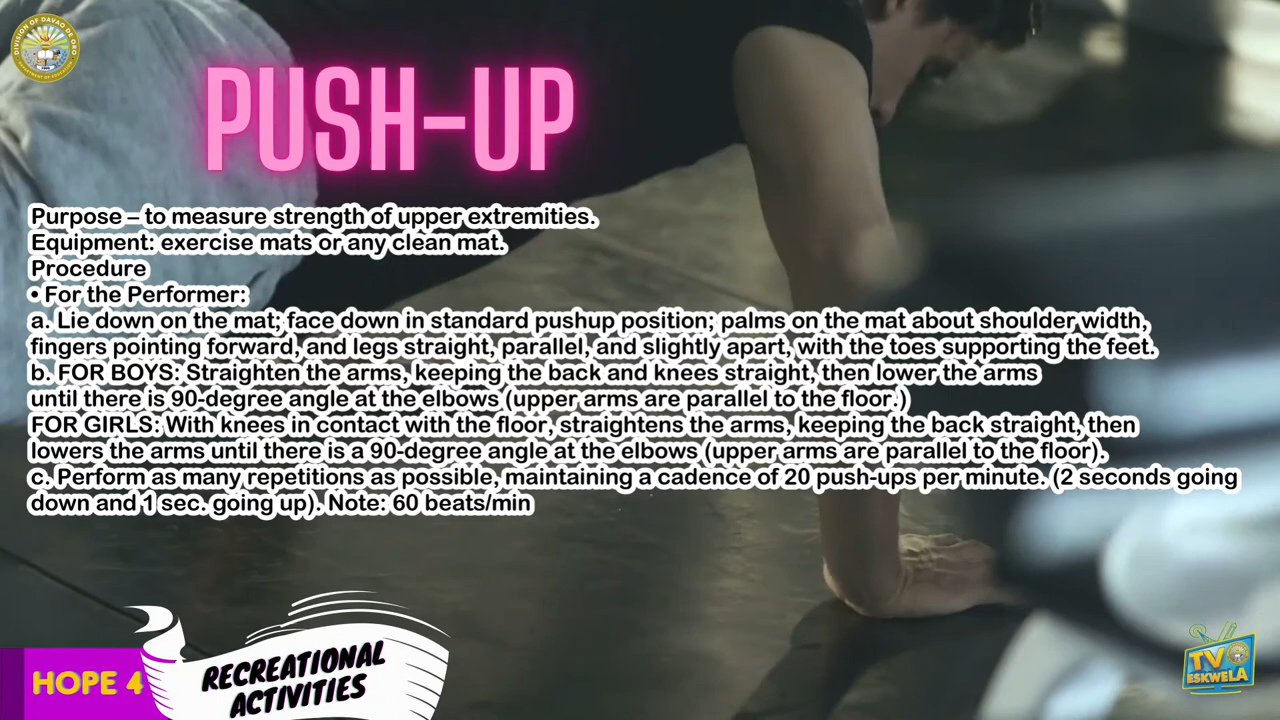 DIVISION OF DAVAO DE ORO
DEPARTMENT OF EDUCATION
PUSH-UP
Purpose – to measure strength of upper extremities.
Equipment: exercise mats or any clean mat.
Procedure
• For the Performer:
a. Lie down on the mat; face down in standard pushup position; palms on the mat about shoulder width,
fingers pointing forward, and legs straight, parallel, and slightly apart, with the toes supporting the feet.
b. FOR BOYS: Straighten the arms, keeping the back and knees straight, then lower the arms
until there is 90-degree angle at the elbows (upper arms are parallel to the floor.)
FOR GIRLS: With knees in contact with the floor, straightens the arms, keeping the back straight, then
lowers the arms until there is a 90-degree angle at the elbows (upper arms are parallel to the floor).
c. Perform as many repetitions as possible, maintaining a cadence of 20 push-ups per minute. (2 seconds going
down and 1 sec. going up). Note: 60 beats/min
HOPE 4
RECREATIONAL
ACTIVITIES
TV
ESKWELA